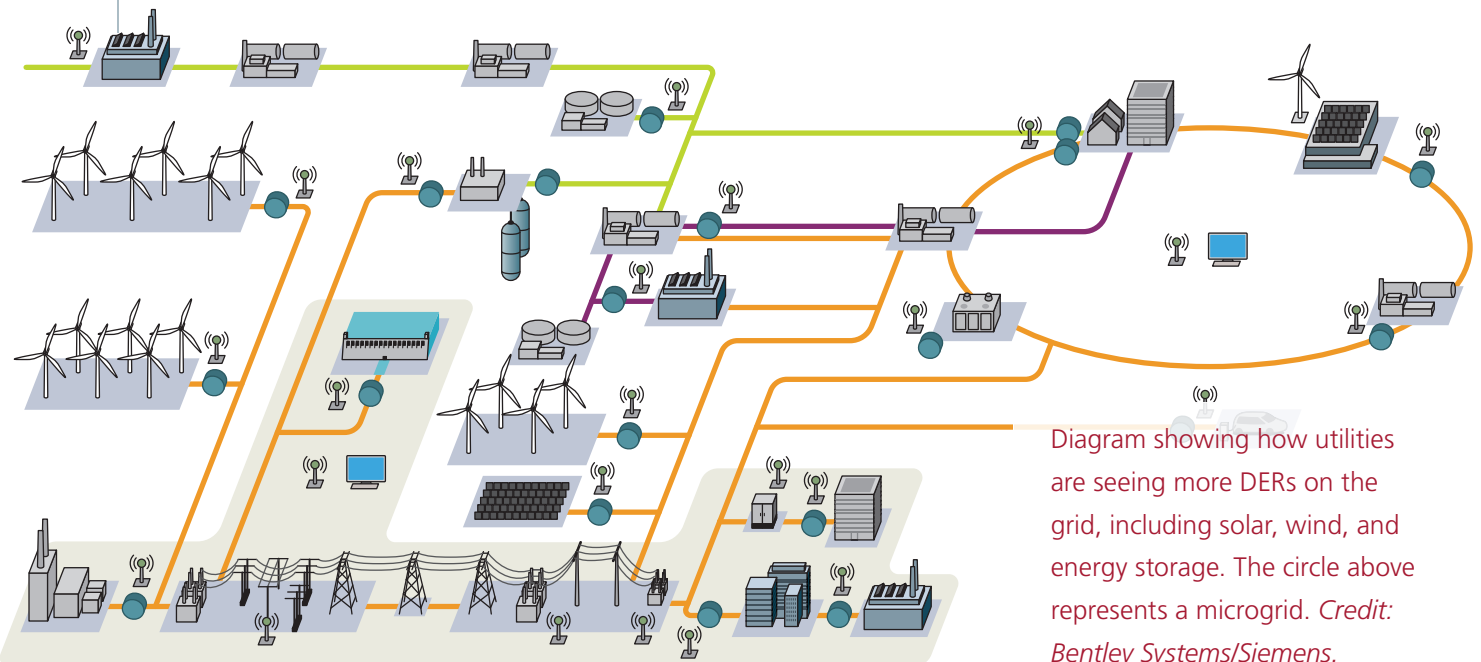 Diagram showing how utilities
are seeing more DERs on the
grid, including solar, wind, and
energy storage. The circle above
represents a microgrid. Credit:
Bentley Systems/Siemens.